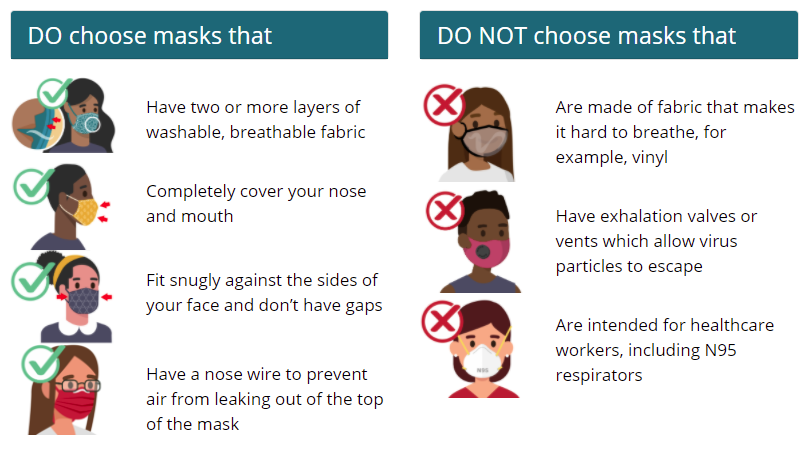 DO choose masks that
Have two or more layers of
washable, breathable fabric
Completely cover your nose
and mouth
Fit snugly against the sides of
your face and don’t have gaps
Have a nose wire to prevent
air from leaking out of the top
of the mask
DO NOT choose masks that
Are made of fabric that makes
it hard to breathe, for
example, vinyl
Have exhalation valves or
vents which allow virus
particles to escape
Are intended for healthcare
workers, including N95
respirators
N95